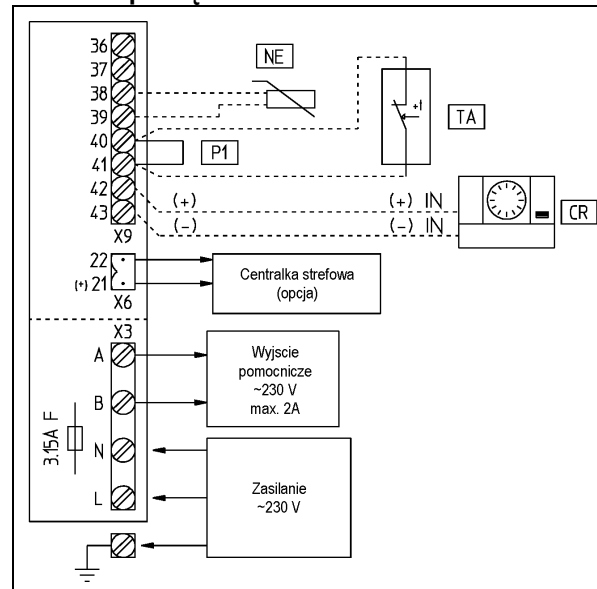 36
37
38
39
40
41
42
43
X9
NE
TA
P1
(+)
(+) IN
(-)
(-) IN
CR
22
(+) 21
X6
Centralka strefowa
(opcja)
X3
A
B
N
L
3.15A F
Wyjscie
pomocnicze
~230 V
max. 2A
Zasilanie
~230 V
+t